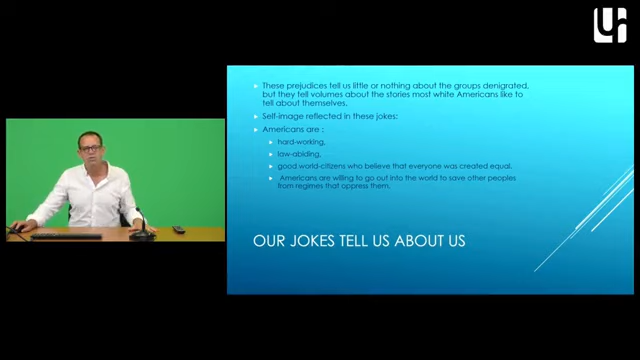 These prejudices tell us little or nothing about the groups denigrated,
but they tell volumes about the stories most white Americans like to
tell about themselves.
Self-image reflected in these jokes:
Americans are :
hard-working,
law-abiding,
good world-citizens who believe that everyone was created equal.
Americans are willing to go out into the world to save other peoples
from regimes that oppress them.
OUR JOKES TELL US ABOUT US